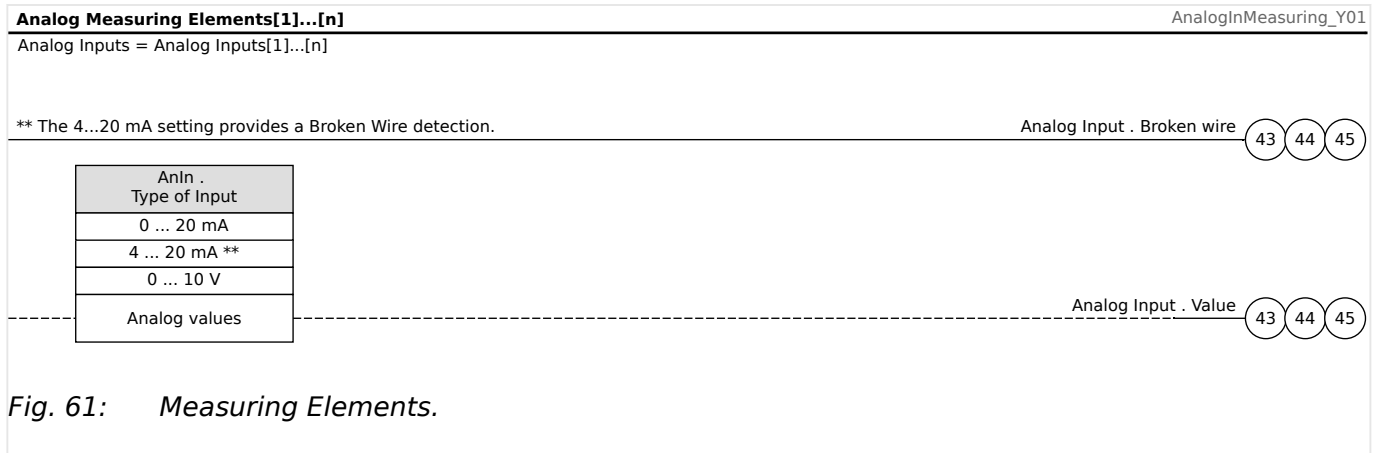 Analog Measuring Elements[1]...[n]
AnalogInMeasuring_Y01
Analog Inputs = Analog Inputs[1]...[n]
** The 4...20 mA setting provides a Broken Wire detection.
Analog Input . Broken wire
43 44 45
AnIn .
Type of Input
0 ... 20 mA
4 ... 20 mA **
0 ... 10 V
Analog values
Analog Input . Value
43 44 45
Fig. 61: Measuring Elements.